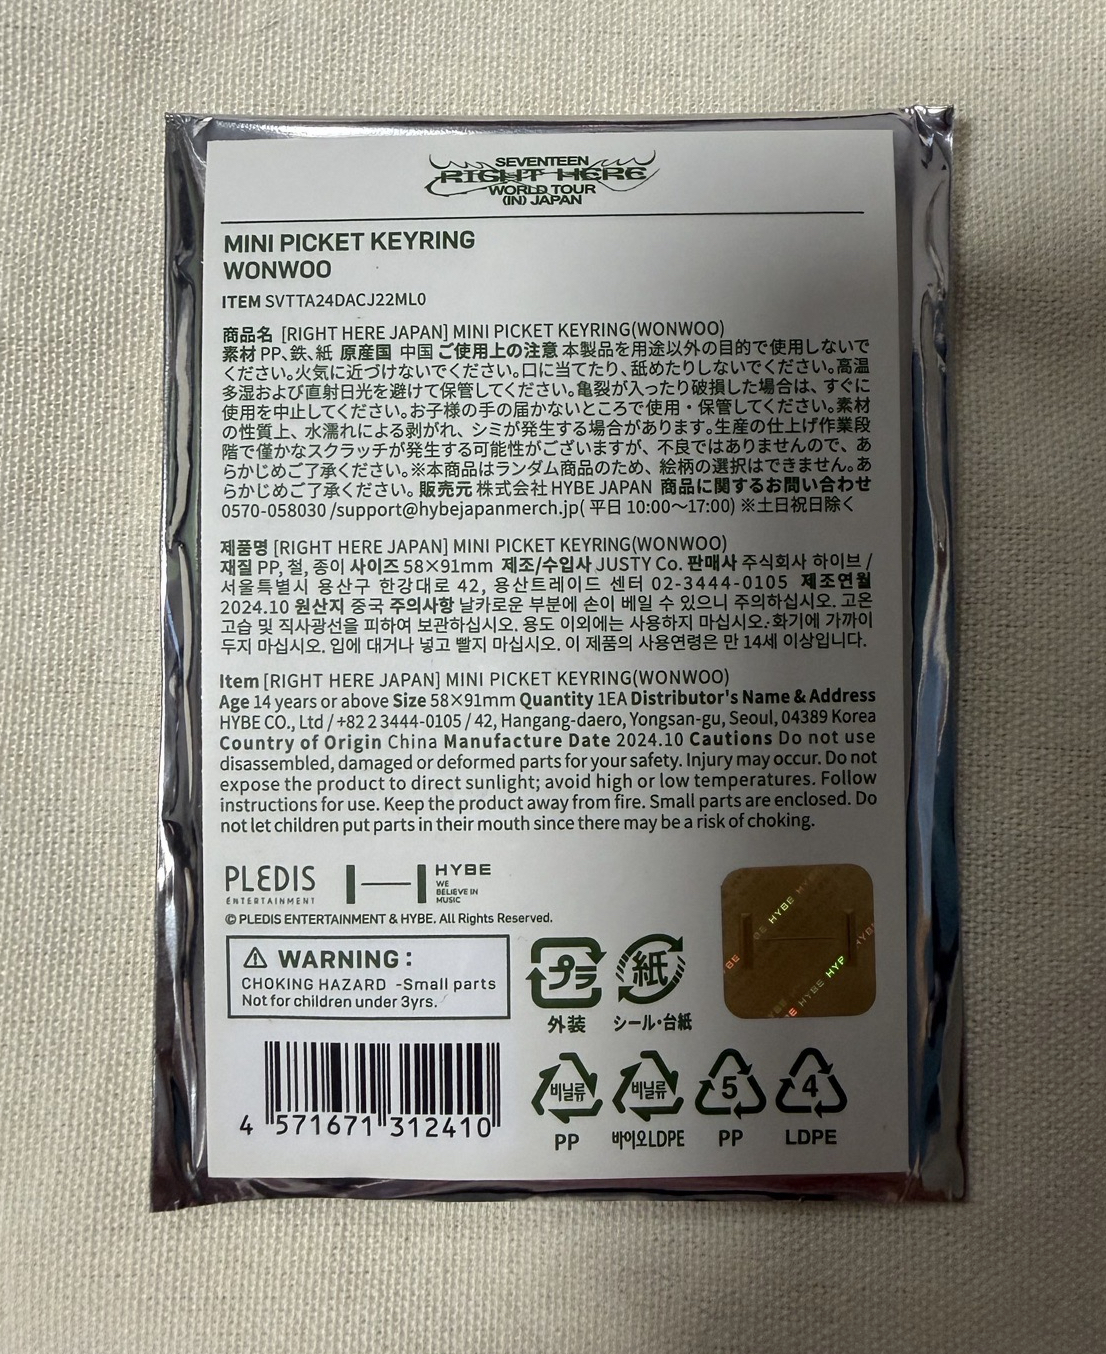 SEVENTEEN
RIGHT HERE
WORLD TOUR
(IN) JAPAN
MINI PICKET KEYRING
WONWOO
ITEM SVTTA24DACJ22ML0
商品名 [RIGHT HERE JAPAN] MINI PICKET KEYRING(WONWOO)
素材 PP、鉄、紙 原産国 中国 ご使用上の注意 本製品を用途以外の目的で使用しないで
ください。火気に近づけないでください。口に当てたり、舐めたりしないでください。高温
多湿および直射日光を避けて保管してください。亀裂が入ったり破損した場合は、すぐに
使用を中止してください。お子様の手の届かないところで使用・保管してください。素材
の性質上、水濡れによる剥がれ、シミが発生する場合があります。生産の仕上げ作業段
階で僅かなスクラッチが発生する可能性がございますが、不良ではありませんので、あ
らかじめご了承ください。※本商品はランダム商品のため、絵柄の選択はできません。あ
らかじめご了承ください。販売元 株式会社 HYBE JAPAN 商品に関するお問い合わせ
0570-058030 /support@hybejapanmerch.jp( 平日 10:00〜17:00) ※土日祝日除く
제품명 [RIGHT HERE JAPAN] MINI PICKET KEYRING(WONWOO)
재질 PP, 철, 종이 사이즈 58×91mm 제조/수입사 JUSTY Co. 판매사 주식회사 하이브 /
서울특별시 용산구 한강대로 42, 용산트레이드 센터 02-3444-0105 제조연월
2024.10 원산지 중국 주의사항 날카로운 부분에 손이 베일 수 있으니 주의하십시오. 고온
고습 및 직사광선을 피하여 보관하십시오. 용도 이외에는 사용하지 마십시오. 화기에 가까이
두지 마십시오. 입에 대거나 넣고 빨지 마십시오. 이 제품의 사용연령은 만 14세 이상입니다.
Item [RIGHT HERE JAPAN] MINI PICKET KEYRING(WONWOO)
Age 14 years or above Size 58×91mm Quantity 1EA Distributor's Name & Address
HYBE CO., Ltd / +82 2 3444-0105 / 42, Hangang-daero, Yongsan-gu, Seoul, 04389 Korea
Country of Origin China Manufacture Date 2024.10 Cautions Do not use
disassembled, damaged or deformed parts for your safety. Injury may occur. Do not
expose the product to direct sunlight; avoid high or low temperatures. Follow
instructions for use. Keep the product away from fire. Small parts are enclosed. Do
not let children put parts in their mouth since there may be a risk of choking.
PLEDIS
ENTERTAINMENT
HYBE
WE
BELIEVE IN
MUSIC
© PLEDIS ENTERTAINMENT & HYBE. All Rights Reserved.
HYBE HYBE
HYBE HYBE HYBE
⚠ WARNING :
CHOKING HAZARD -Small parts
Not for children under 3yrs.
プラ 紙
外装 シール・台紙
비닐류 비닐류 5 4
PP 바이오LDPE PP LDPE
4 571671 312410